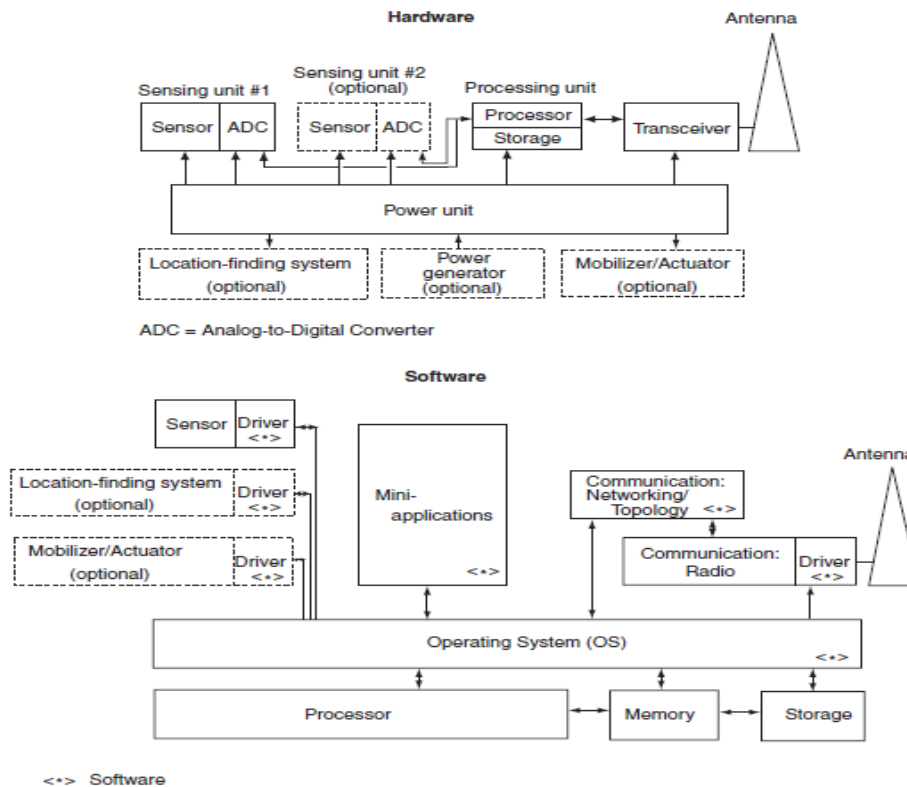 Hardware
Antenna
Sensing unit #1
Sensing unit #2
(optional)
Processing unit
Sensor
ADC
Sensor
ADC
Processor
Storage
Transceiver
Power unit
Location-finding system
(optional)
Power
generator
(optional)
Mobilizer/Actuator
(optional)
ADC = Analog-to-Digital Converter
Software
Sensor
Driver
<*>
Location-finding system
(optional)
Driver
<*>
Mobilizer/Actuator
(optional)
Driver
<*>
Mini-
applications
<*>
Communication:
Networking/
Topology
<*>
Communication:
Radio
Driver
<*>
Antenna
Operating System (OS)
<*>
Processor
Memory
Storage
<*> Software